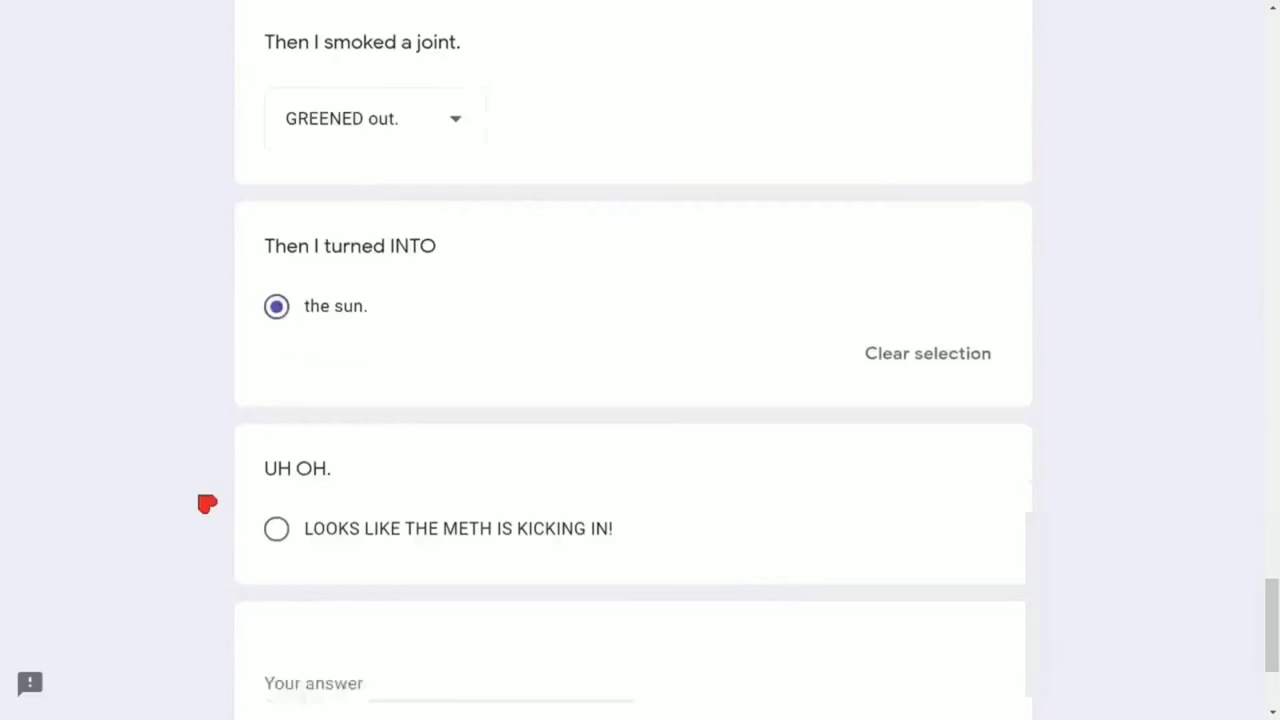 Then I smoked a joint.
GREENED out.
Then I turned INTO
the sun.
Clear selection
UH OH.
LOOKS LIKE THE METH IS KICKING IN!
Your answer